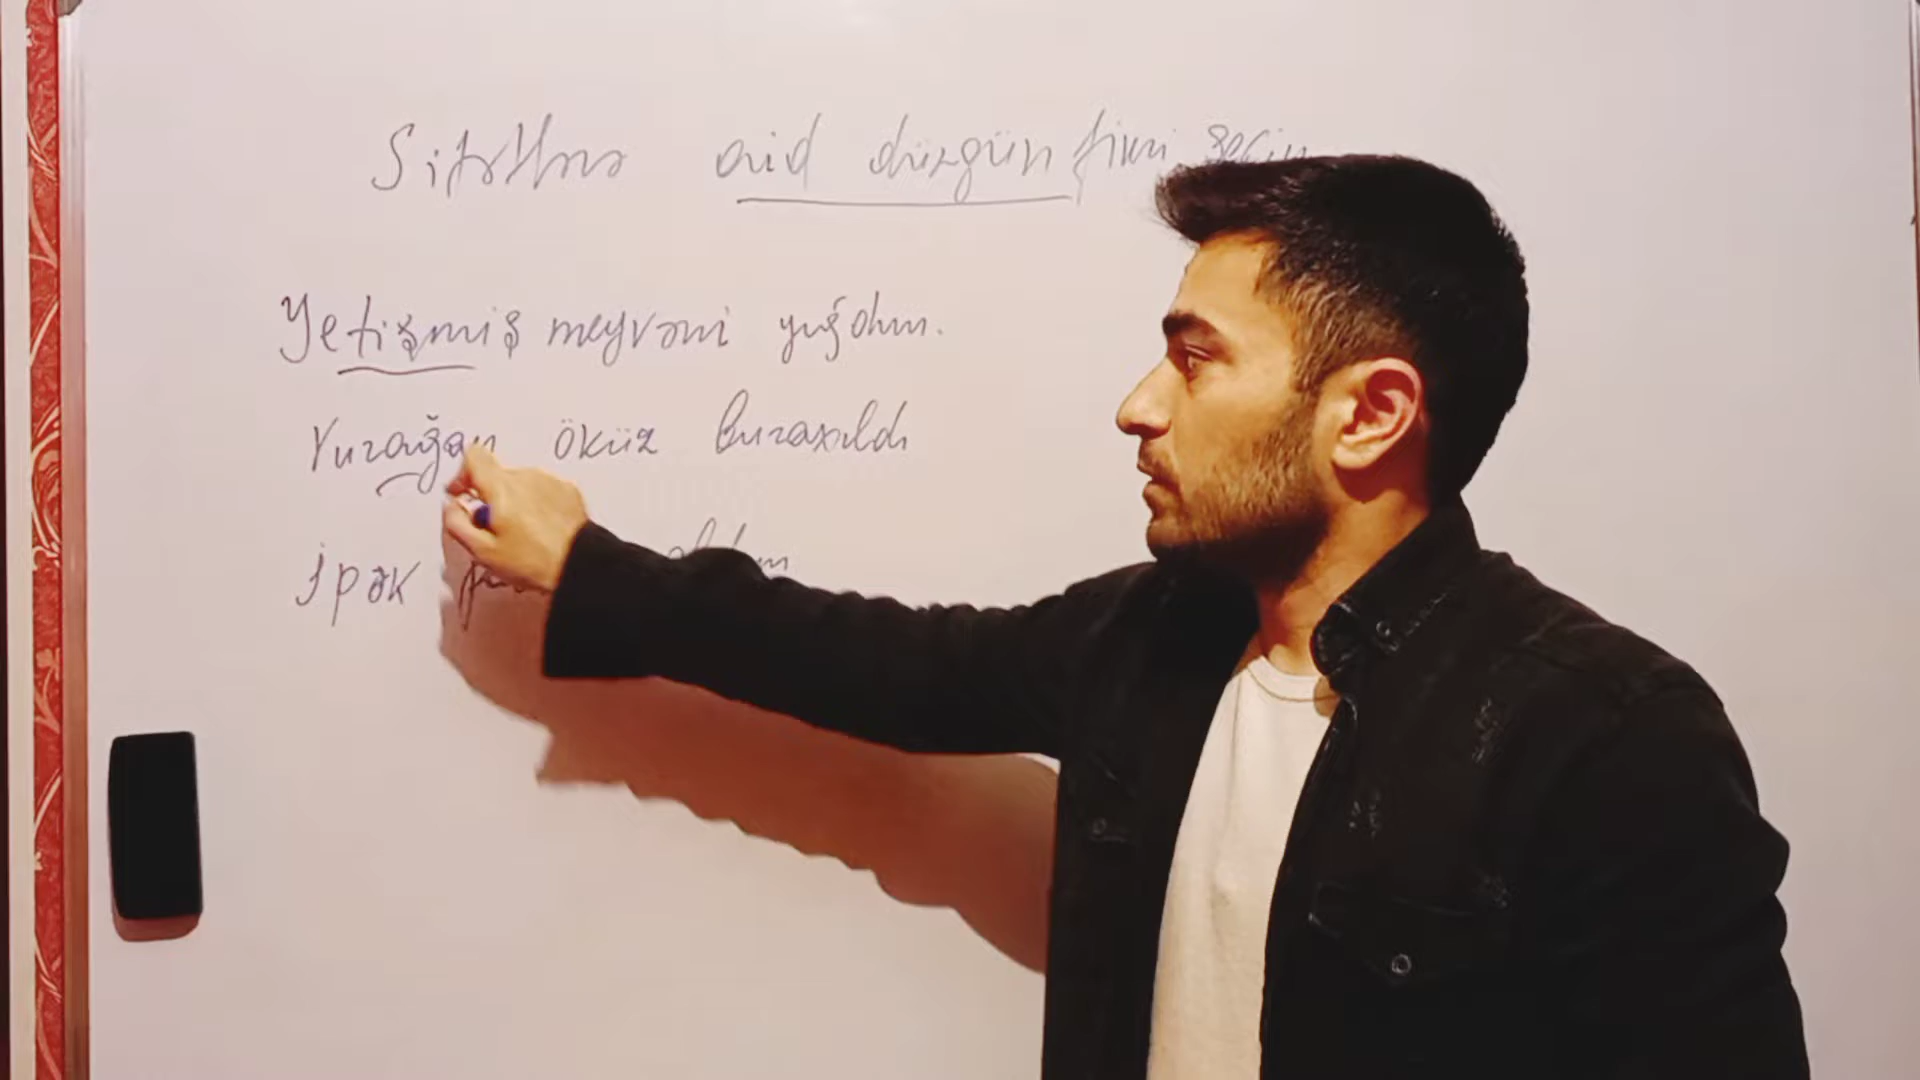 Sifətlərə aid düzgün fikri seçin
Yetişmiş meyvəni yığdım.
Vurağan öküz buraxıldı
İpək